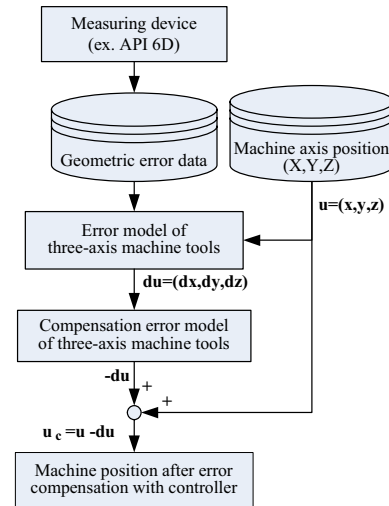 Measuring device
(ex. API 6D)
Geometric error data
Machine axis position
(X,Y,Z)
u=(x,y,z)
Error model of
three-axis machine tools
du=(dx,dy,dz)
Compensation error model
of three-axis machine tools
-du
+
+
u c =u -du
Machine position after error
compensation with controller